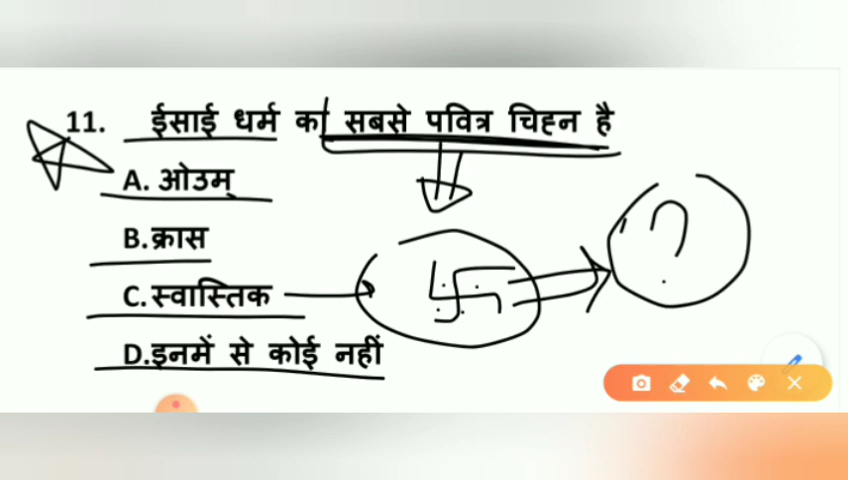 11. ईसाई धर्म का सबसे पवित्र चिह्न है
A. ओउम्
B.क्रास
C.स्वास्तिक
D.इनमें से कोई नहीं
?